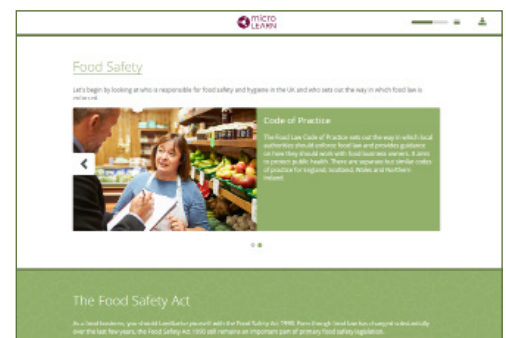 micro
LEARN
Food Safety
Let's begin by looking at who is responsible for food safety and hygiene in the UK and who sets out the way in which food law is
enforced.
Code of Practice
The Food Law Code of Practice sets out the way in which local
authorities should enforce food law and provides guidance
on how they should work with food business owners. It aims
to protect public health. There are separate but similar codes
of practice for England, Scotland, Wales and Northern
Ireland.
The Food Safety Act
As a food business, you should familiarise yourself with the Food Safety Act 1990. Even though food law has changed substantially
over the last few years, the Food Safety Act 1990 still remains an important part of primary food safety legislation.